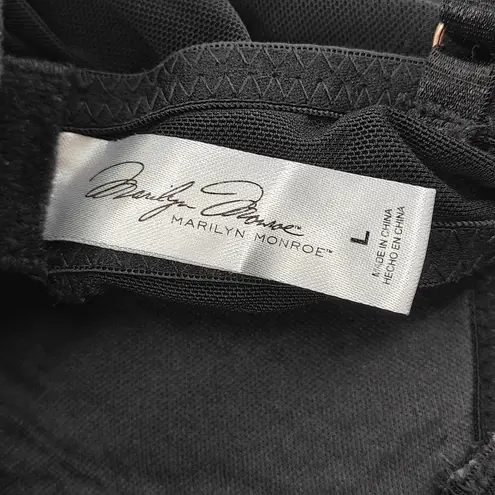 Marilyn Monroe™
MARILYN MONROE™
L
MADE IN CHINA
HECHO EN CHINA